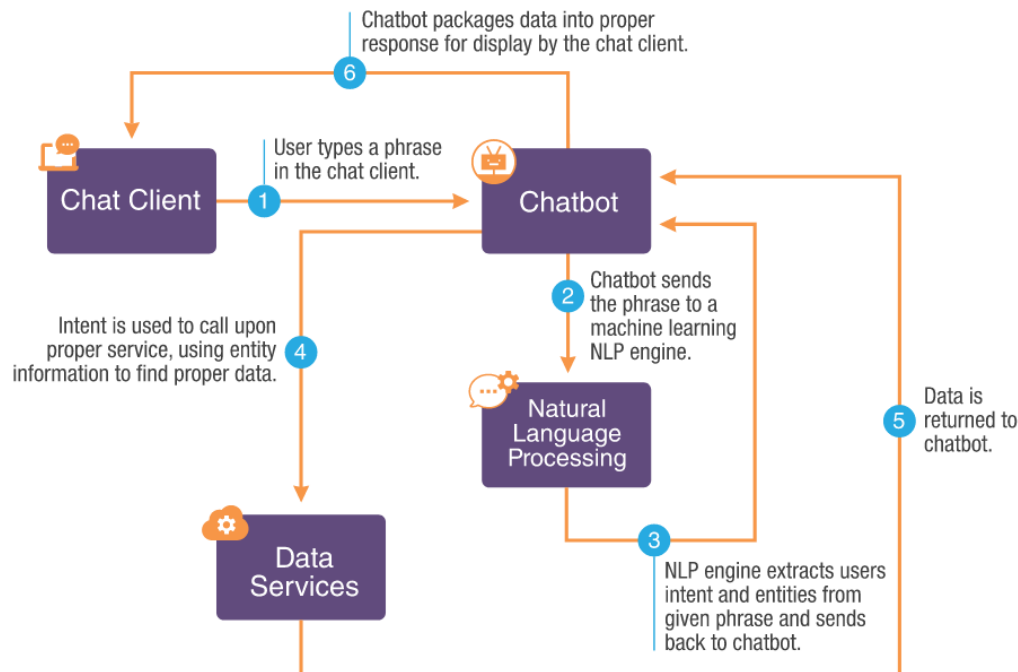 Chatbot packages data into proper
response for display by the chat client.
6
User types a phrase
in the chat client.
1
Chat Client
Chatbot
Chatbot sends
the phrase to a
machine learning
NLP engine.
2
Intent is used to call upon
proper service, using entity
information to find proper data.
4
Natural
Language
Processing
Data is
returned to
chatbot.
5
Data
Services
3
NLP engine extracts users
intent and entities from
given phrase and sends
back to chatbot.